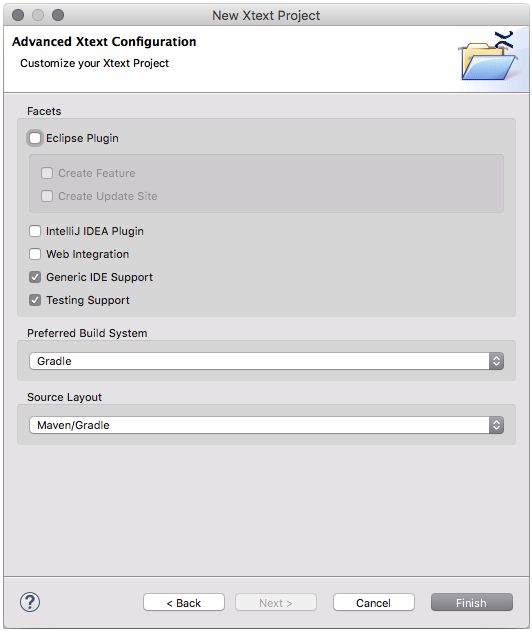 New Xtext Project
Advanced Xtext Configuration
Customize your Xtext Project
Facets
Eclipse Plugin
Create Feature
Create Update Site
IntelliJ IDEA Plugin
Web Integration
Generic IDE Support
Testing Support
Preferred Build System
Gradle
Source Layout
Maven/Gradle
? < Back Next > Cancel Finish